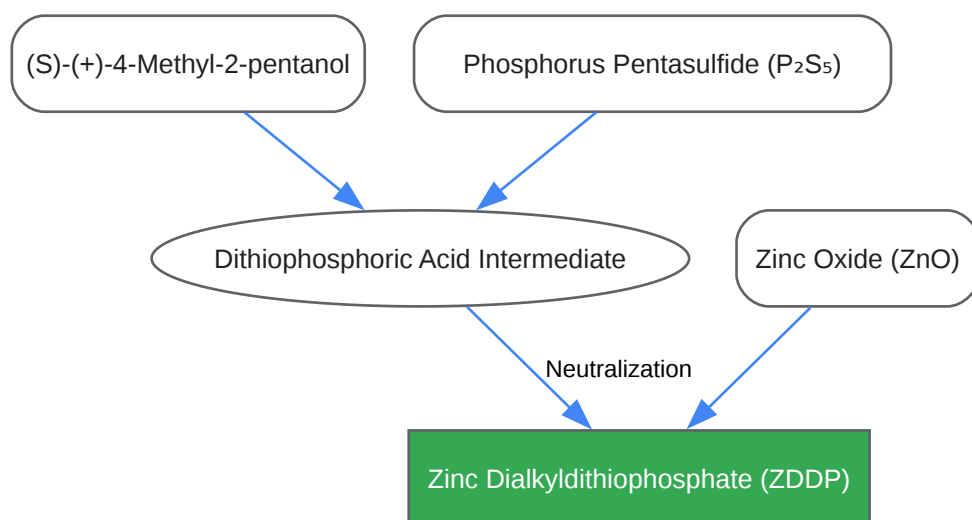 (S)-(+)-4-Methyl-2-pentanol
Phosphorus Pentasulfide (P₂S₅)
Dithiophosphoric Acid Intermediate
Zinc Oxide (ZnO)
Neutralization
Zinc Dialkyldithiophosphate (ZDDP)